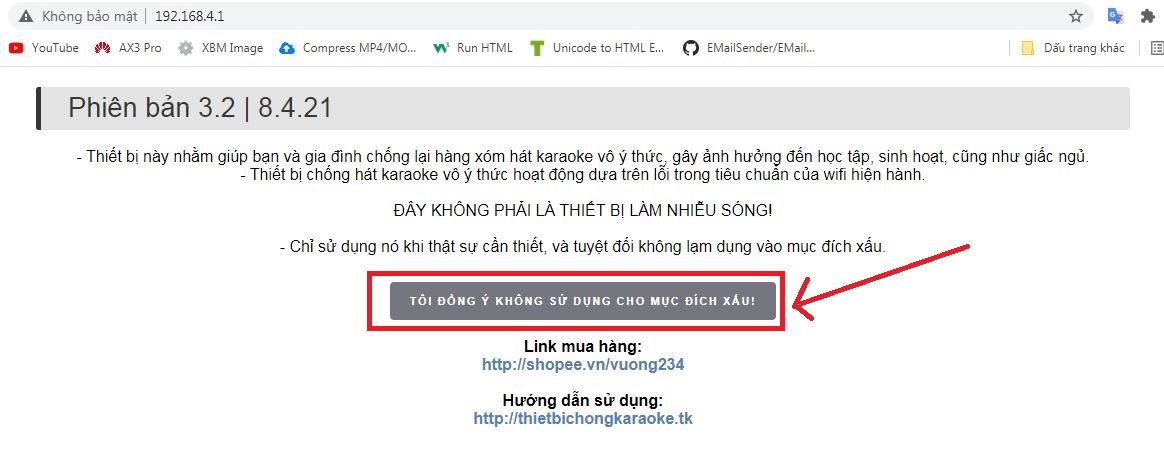 Không bảo mật 192.168.4.1
YouTube AX3 Pro XBM Image Compress MP4/MO... Run HTML Unicode to HTML E... EMailSender/EMail... Dấu trang khác
Phiên bản 3.2 | 8.4.21
- Thiết bị này nhằm giúp bạn và gia đình chống lại hàng xóm hát karaoke vô ý thức, gây ảnh hưởng đến học tập, sinh hoạt, cũng như giấc ngủ.
- Thiết bị chống hát karaoke vô ý thức hoạt động dựa trên lỗi trong tiêu chuẩn của wifi hiện hành.
ĐÂY KHÔNG PHẢI LÀ THIẾT BỊ LÀM NHIỄU SÓNG!
- Chỉ sử dụng nó khi thật sự cần thiết, và tuyệt đối không lạm dụng vào mục đích xấu.
TÔI ĐỒNG Ý KHÔNG SỬ DỤNG CHO MỤC ĐÍCH XẤU!
Link mua hàng:
http://shopee.vn/vuong234
Hướng dẫn sử dụng:
http://thietbichongkaraoke.tk